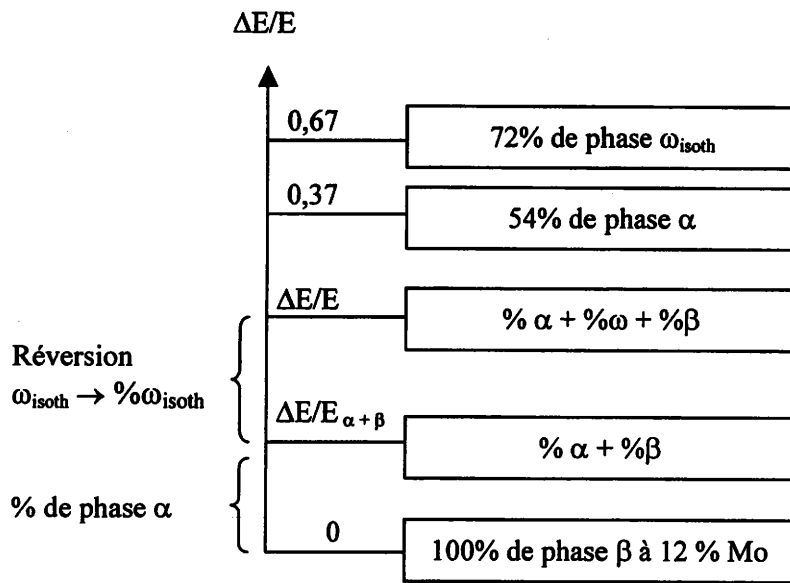 ΔE/E
0,67
72% de phase ω_isoth
0,37
54% de phase α
ΔE/E
% α + %ω + %β
Réversion
ω_isoth → %ω_isoth
ΔE/E α + β
% α + %β
% de phase α
0
100% de phase β à 12 % Mo